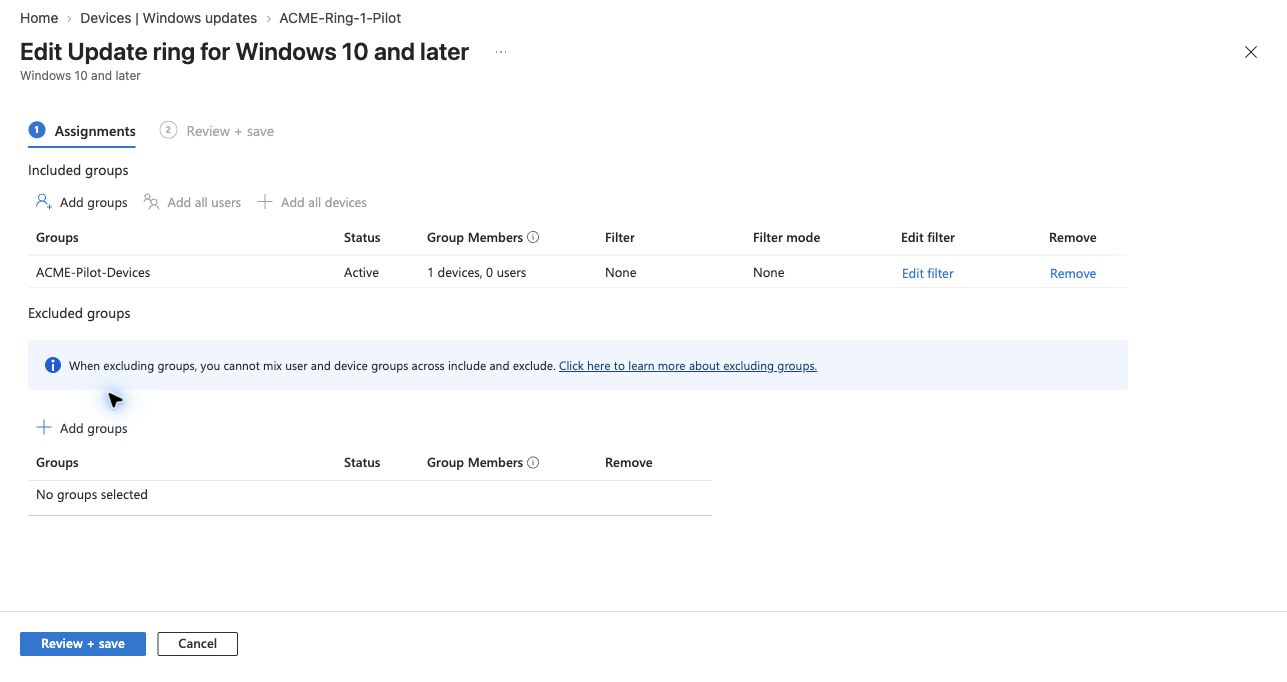 Home > Devices | Windows updates > ACME-Ring-1-Pilot
Edit Update ring for Windows 10 and later ...
Windows 10 and later
1 Assignments 2 Review + save
Included groups
Add groups Add all users Add all devices
Groups Status Group Members Filter Filter mode Edit filter Remove
ACME-Pilot-Devices Active 1 devices, 0 users None None Edit filter Remove
Excluded groups
When excluding groups, you cannot mix user and device groups across include and exclude. Click here to learn more about excluding groups.
Add groups
Groups Status Group Members Remove
No groups selected
Review + save Cancel